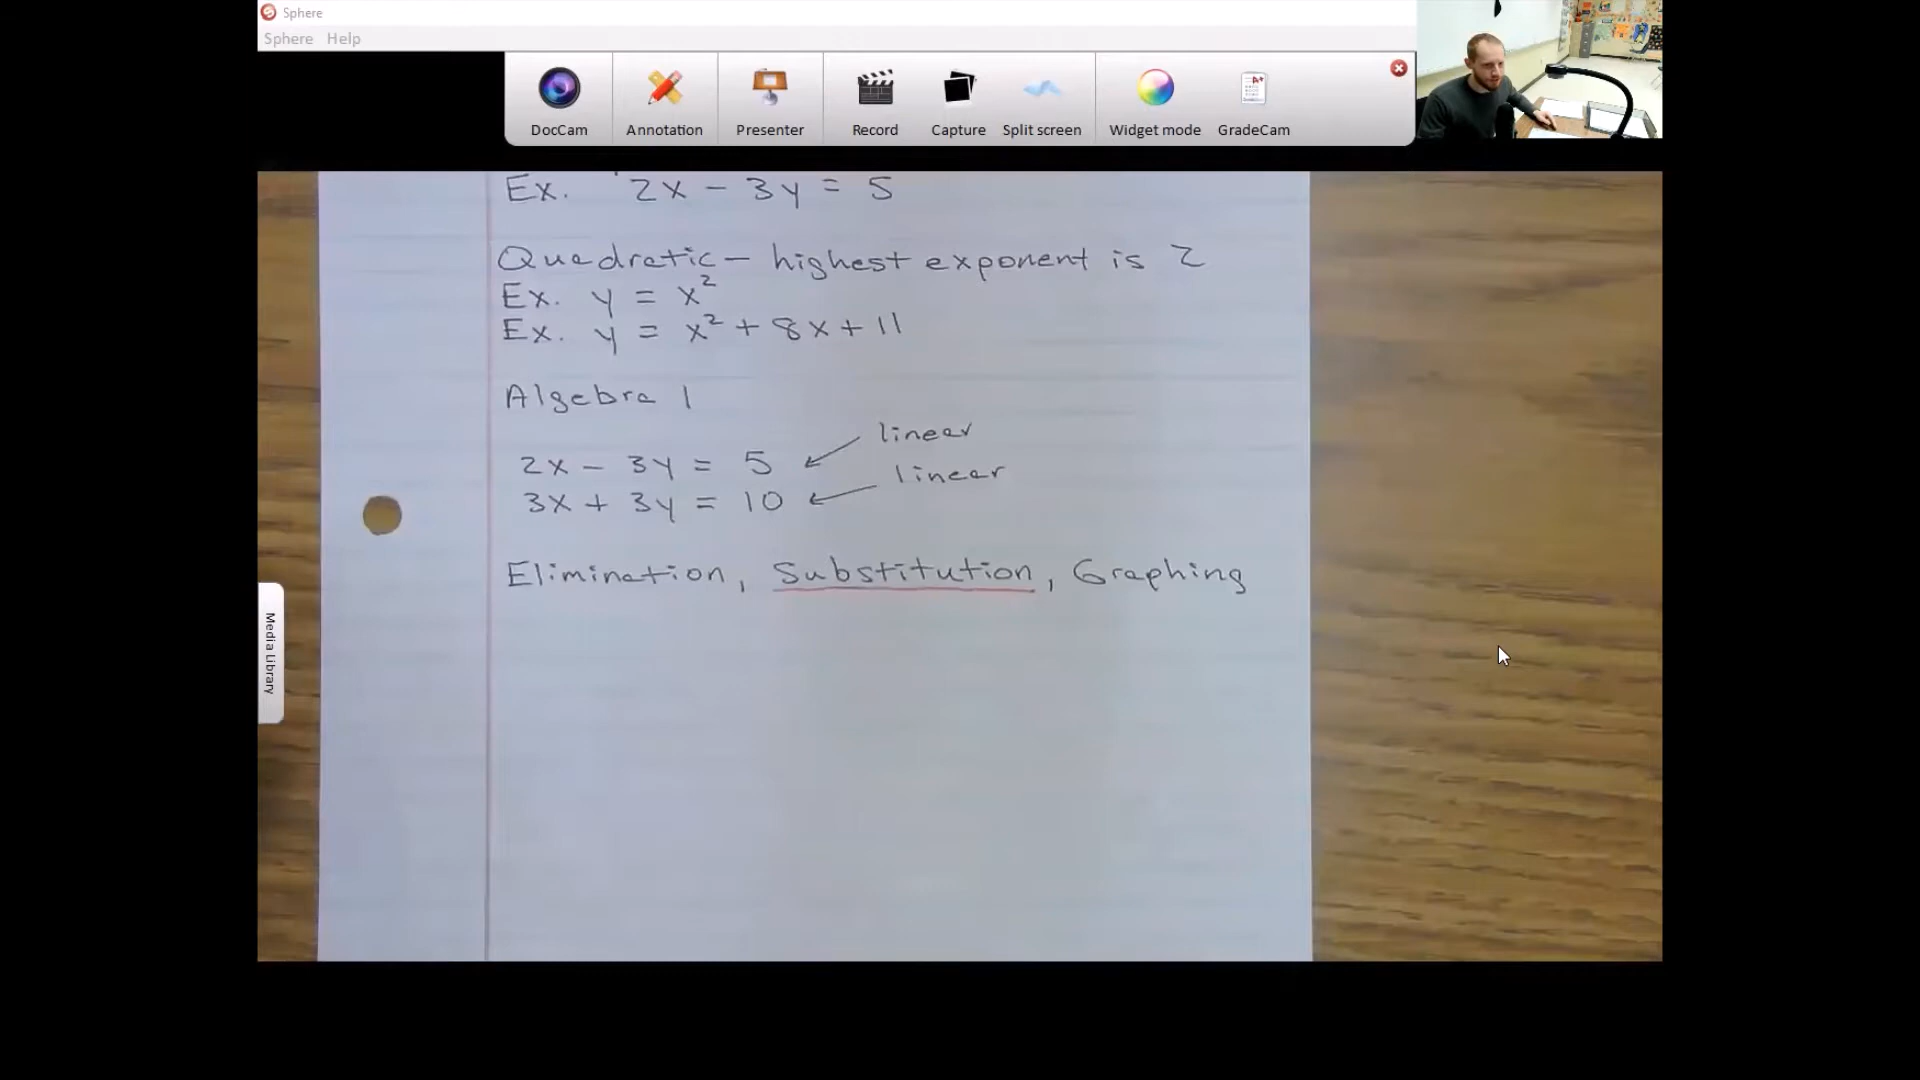 Sphere
Sphere Help
DocCam Annotation Presenter Record Capture Split screen Widget mode GradeCam
Media Library
Ex. 2x - 3y = 5
Quadratic - highest exponent is 2
Ex. y = x²
Ex. y = x² + 8x + 11
Algebra 1
2x - 3y = 5 ← linear
3x + 3y = 10 ← linear
Elimination, Substitution, Graphing